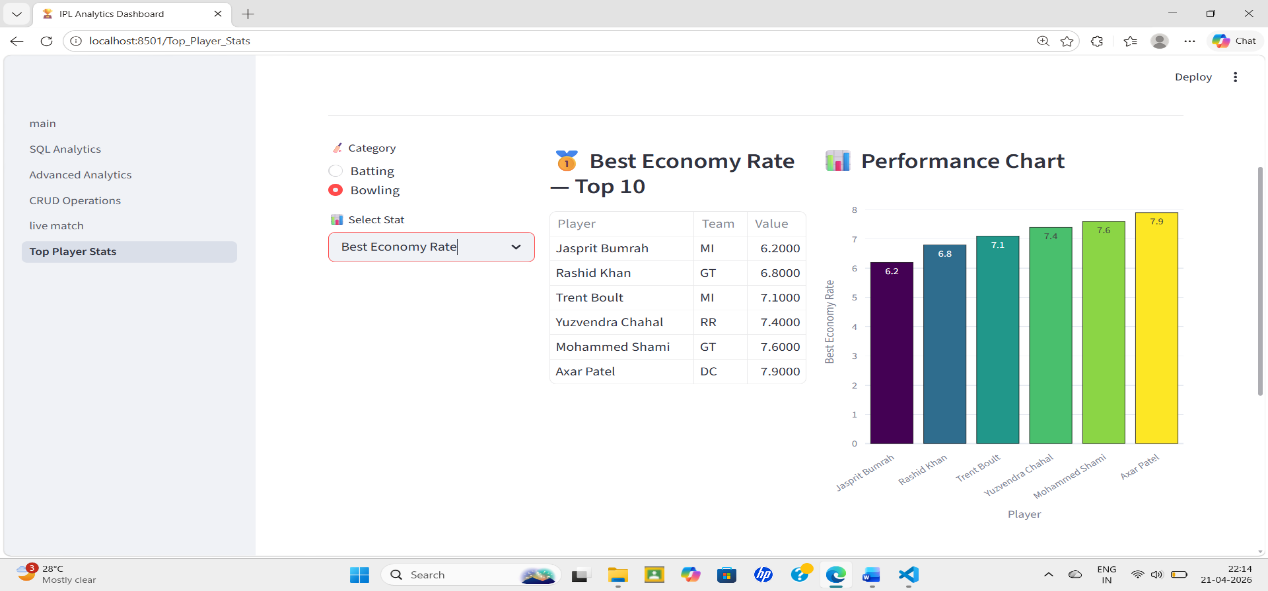 IPL Analytics Dashboard
localhost:8501/Top_Player_Stats
Chat
Deploy
main
SQL Analytics
Advanced Analytics
CRUD Operations
live match
Top Player Stats
Category
Batting
Bowling
Select Stat
Best Economy Rate
1 Best Economy Rate
— Top 10
Player Team Value
Jasprit Bumrah MI 6.2000
Rashid Khan GT 6.8000
Trent Boult MI 7.1000
Yuzvendra Chahal RR 7.4000
Mohammed Shami GT 7.6000
Axar Patel DC 7.9000
Performance Chart
8
7
6
5
4
3
2
1
0
Best Economy Rate
6.2
6.8
7.1
7.4
7.6
7.9
Jasprit Bumrah
Rashid Khan
Trent Boult
Yuzvendra Chahal
Mohammed Shami
Axar Patel
Player
3
28°C
Mostly clear
Search
hp
ENG
IN
22:14
21-04-2026